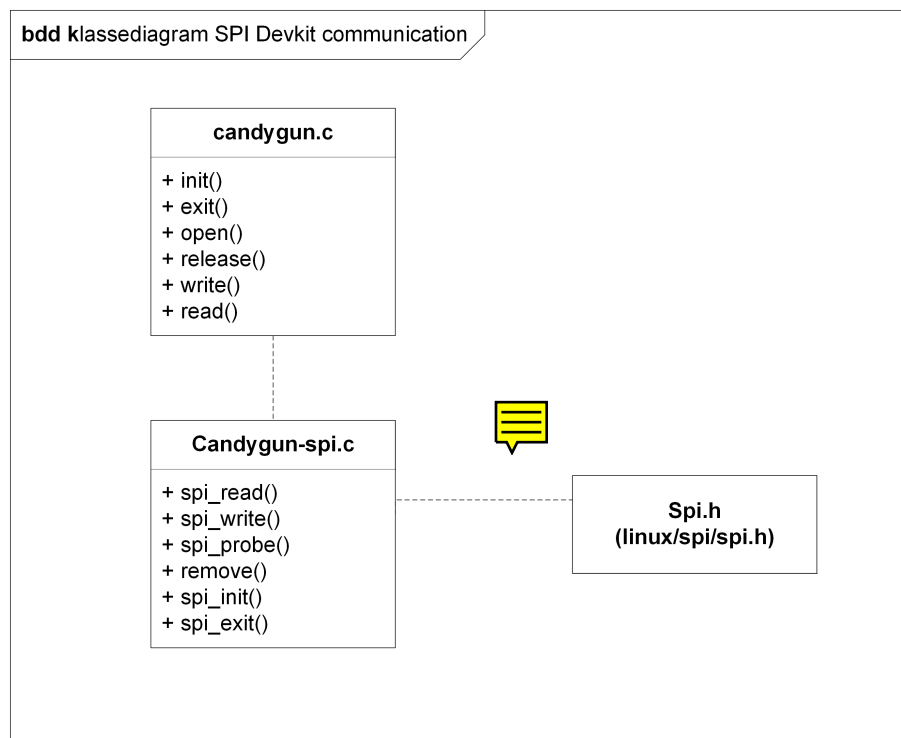 bdd klassediagram SPI Devkit communication
candygun.c
+ init()
+ exit()
+ open()
+ release()
+ write()
+ read()
Candygun-spi.c
+ spi_read()
+ spi_write()
+ spi_probe()
+ remove()
+ spi_init()
+ spi_exit()
Spi.h
(linux/spi/spi.h)